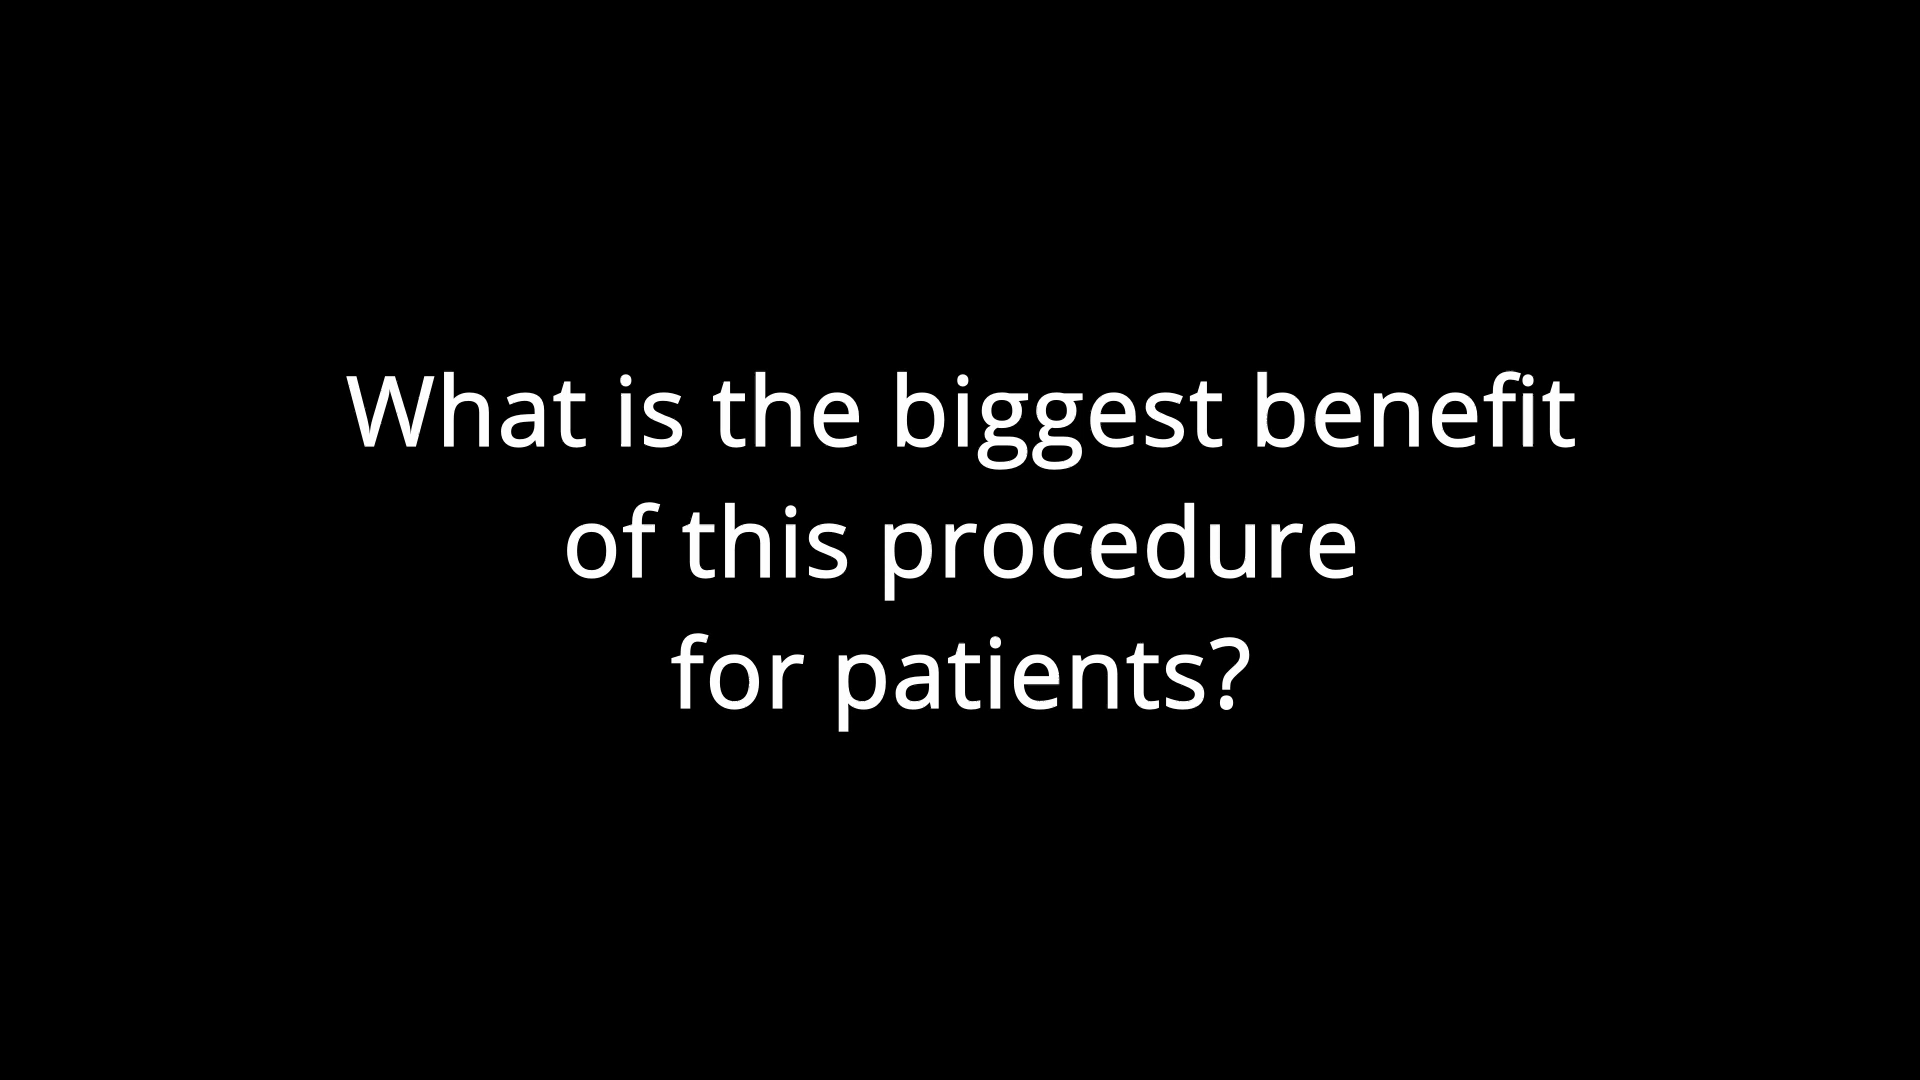 What is the biggest benefit
of this procedure
for patients?